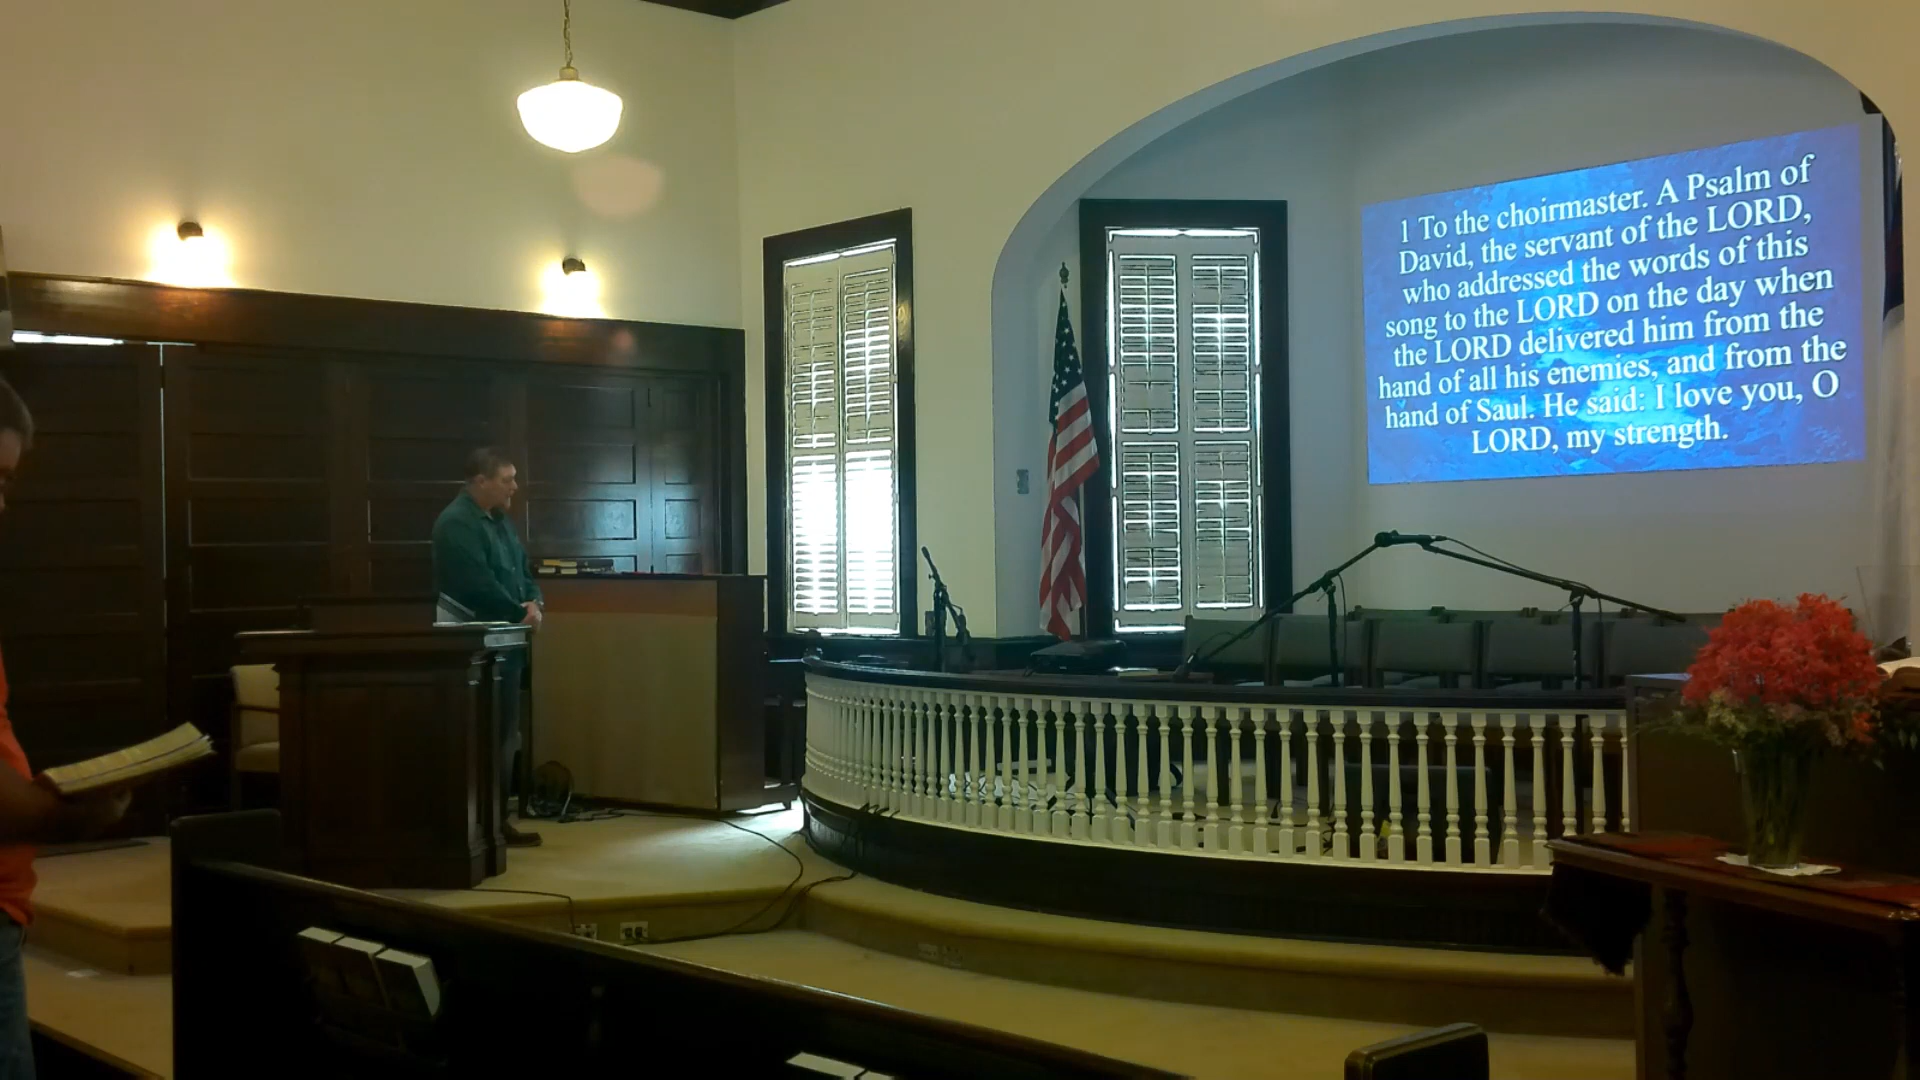 1 To the choirmaster. A Psalm of
David, the servant of the LORD,
who addressed the words of this
song to the LORD on the day when
the LORD delivered him from the
hand of all his enemies, and from the
hand of Saul. He said: I love you, O
LORD, my strength.